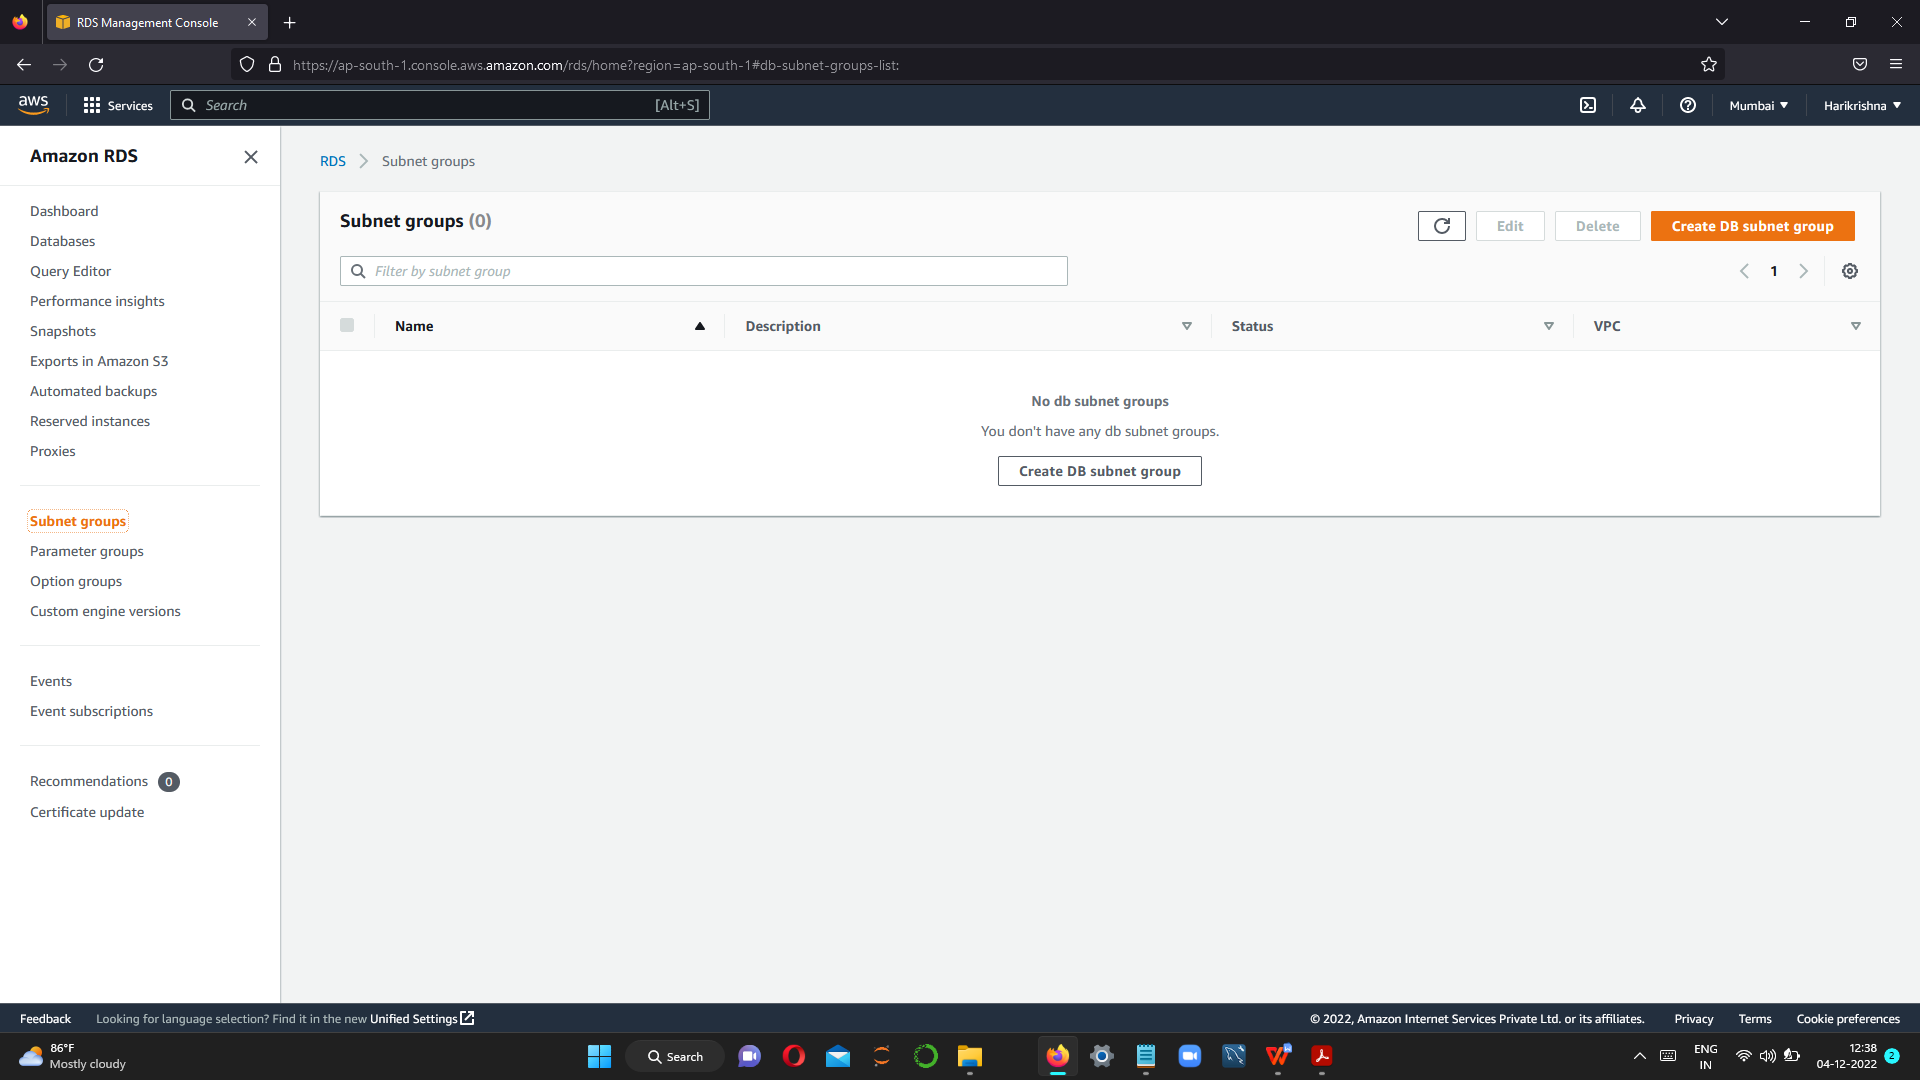 RDS Management Console
https://ap-south-1.console.aws.amazon.com/rds/home?region=ap-south-1#db-subnet-groups-list:
aws
Services
Search
[Alt+S]
Mumbai
Harikrishna
Amazon RDS
Dashboard
Databases
Query Editor
Performance insights
Snapshots
Exports in Amazon S3
Automated backups
Reserved instances
Proxies
Subnet groups
Parameter groups
Option groups
Custom engine versions
Events
Event subscriptions
Recommendations 0
Certificate update
RDS
Subnet groups
Subnet groups (0)
Edit
Delete
Create DB subnet group
Filter by subnet group
1
Name
Description
Status
VPC
No db subnet groups
You don't have any db subnet groups.
Create DB subnet group
Feedback
Looking for language selection? Find it in the new Unified Settings
© 2022, Amazon Internet Services Private Ltd. or its affiliates.
Privacy
Terms
Cookie preferences
86°F
Mostly cloudy
Search
ENG
IN
12:38
04-12-2022
2